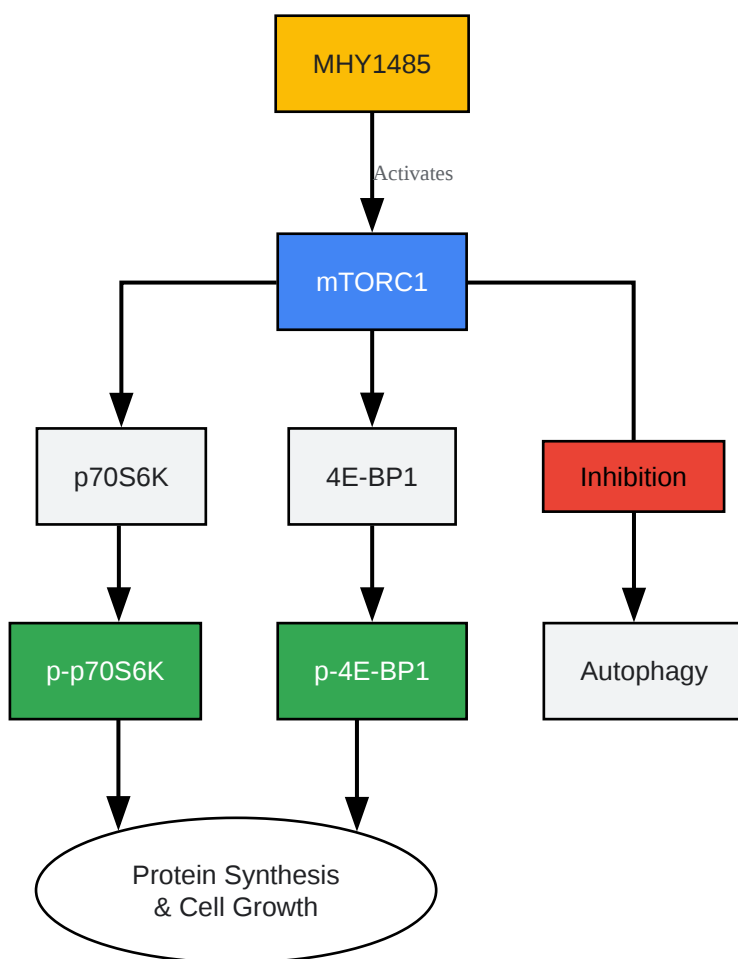 MHY1485
Activates
mTORC1
p70S6K
4E-BP1
Inhibition
p-p70S6K
p-4E-BP1
Autophagy
Protein Synthesis
& Cell Growth